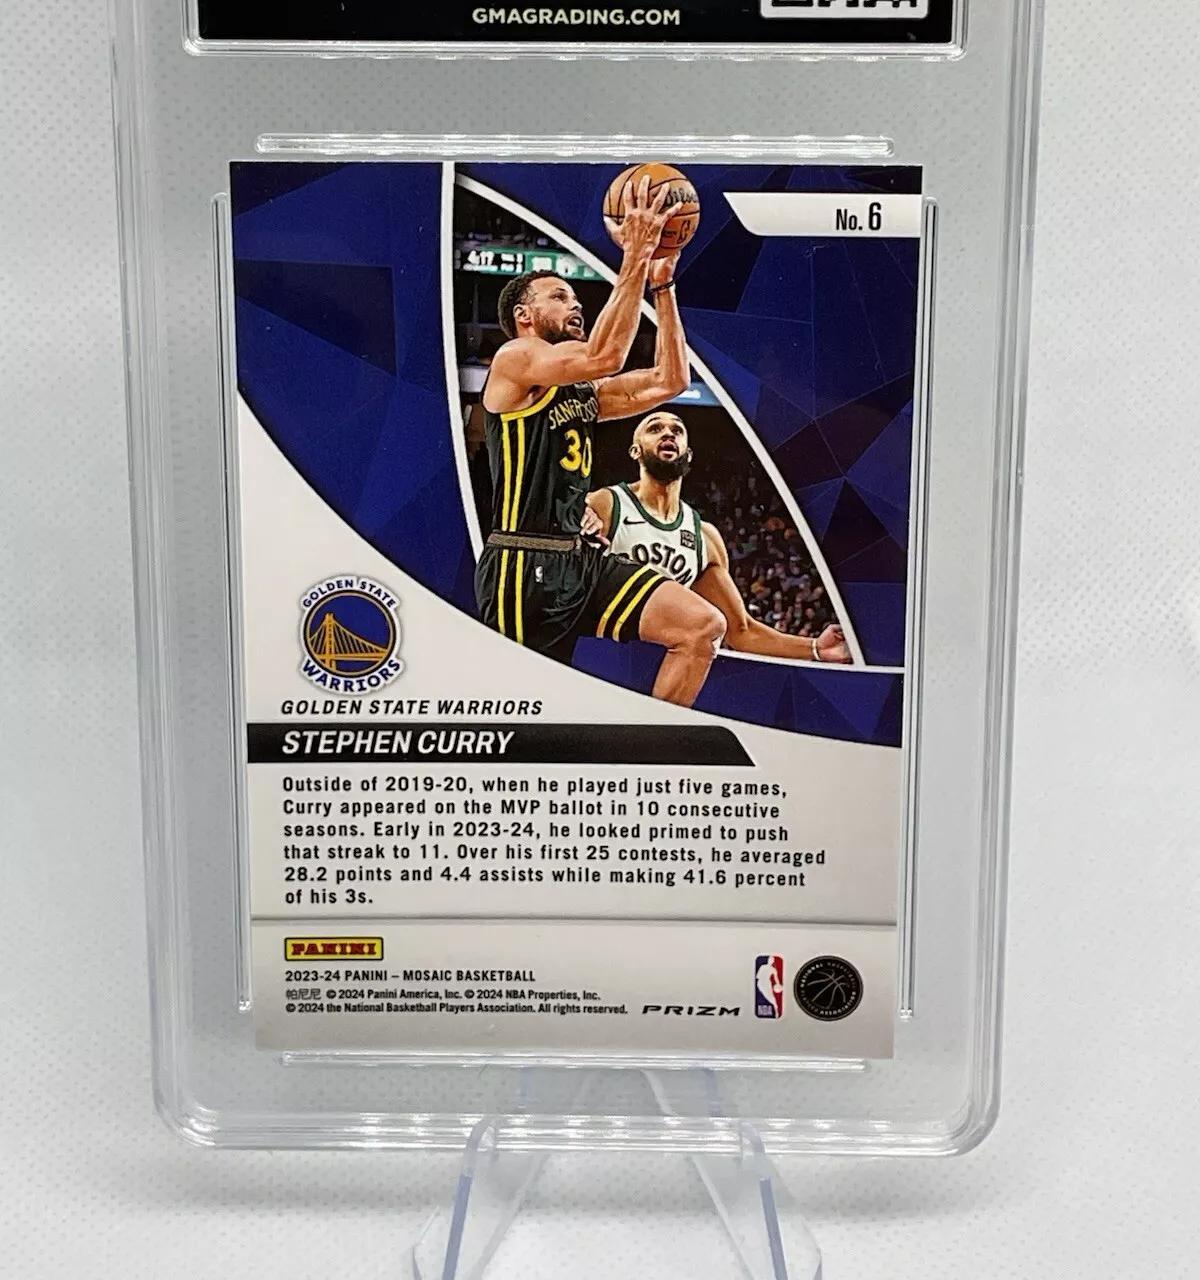 GMAGRADING.COM
No. 6
4:17
30
BOSTON
GOLDEN STATE
WARRIORS
GOLDEN STATE WARRIORS
STEPHEN CURRY
Outside of 2019-20, when he played just five games,
Curry appeared on the MVP ballot in 10 consecutive
seasons. Early in 2023-24, he looked primed to push
that streak to 11. Over his first 25 contests, he averaged
28.2 points and 4.4 assists while making 41.6 percent
of his 3s.
PANINI
2023-24 PANINI – MOSAIC BASKETBALL
帕尼尼 © 2024 Panini America, Inc. © 2024 NBA Properties, Inc.
© 2024 the National Basketball Players Association. All rights reserved.
PRIZM
NBA